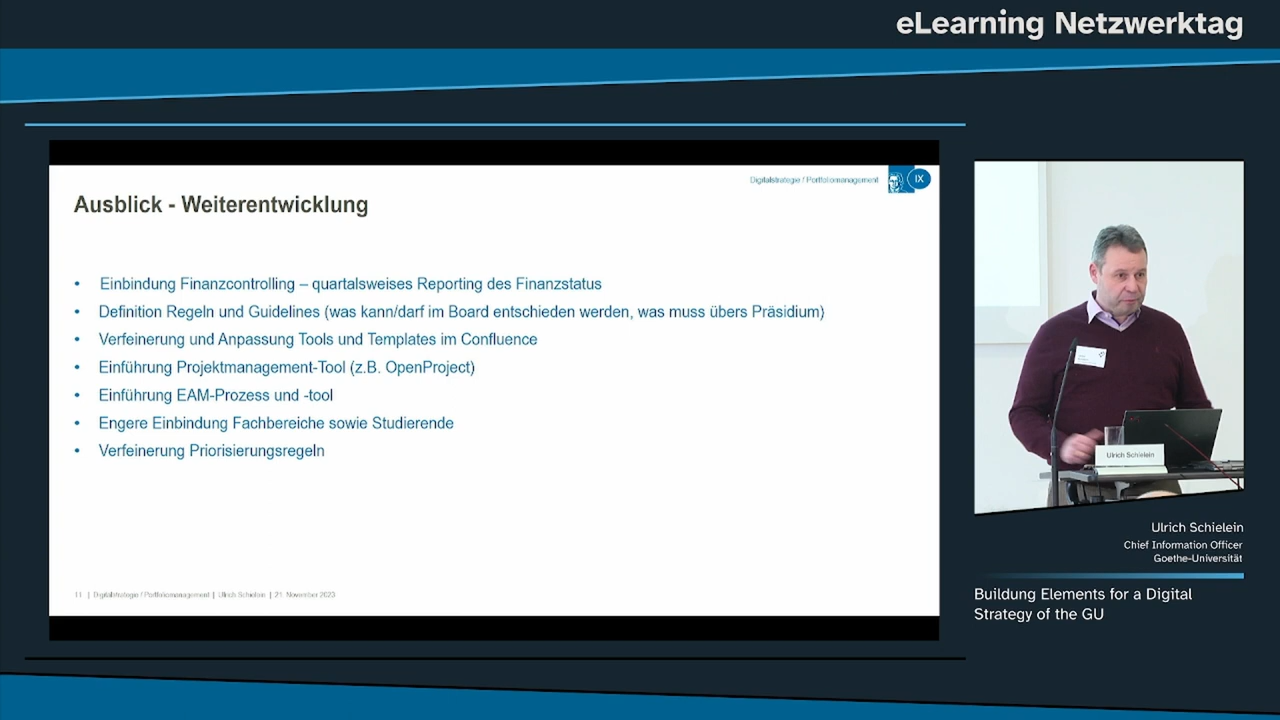 eLearning Netzwerktag
Digitalstrategie / Portfoliomanagement
IX
Ausblick - Weiterentwicklung
• Einbindung Finanzcontrolling – quartalsweises Reporting des Finanzstatus
• Definition Regeln und Guidelines (was kann/darf im Board entschieden werden, was muss übers Präsidium)
• Verfeinerung und Anpassung Tools und Templates im Confluence
• Einführung Projektmanagement-Tool (z.B. OpenProject)
• Einführung EAM-Prozess und -tool
• Engere Einbindung Fachbereiche sowie Studierende
• Verfeinerung Priorisierungsregeln
11 | Digitalstrategie / Portfoliomanagement | Ulrich Schielein | 21. November 2023
Ulrich Schielein
Ulrich Schielein
Chief Information Officer
Goethe-Universität
Buildung Elements for a Digital
Strategy of the GU